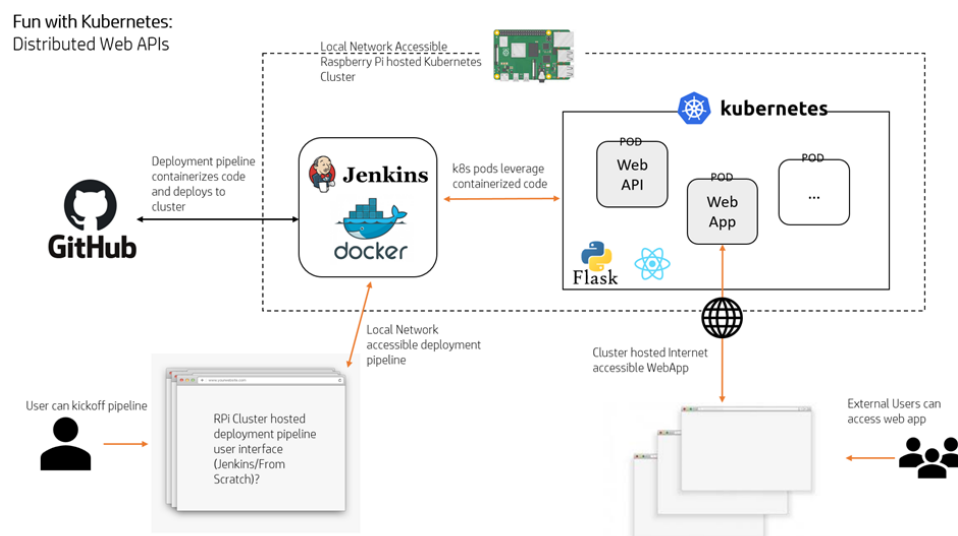 Fun with Kubernetes:
Distributed Web APIs
Local Network Accessible
Raspberry Pi hosted Kubernetes
Cluster
kubernetes
Deployment pipeline
containerizes code
and deploys to
cluster
Jenkins
docker
k8s pods leverage
containerized code
POD
Web
API
POD
Web
App
POD
...
GitHub
Flask
Local Network
accessible deployment
pipeline
Cluster hosted Internet
accessible WebApp
User can kickoff pipeline
RPi Cluster hosted
deployment pipeline
user interface
(Jenkins/From
Scratch)?
External Users can
access web app